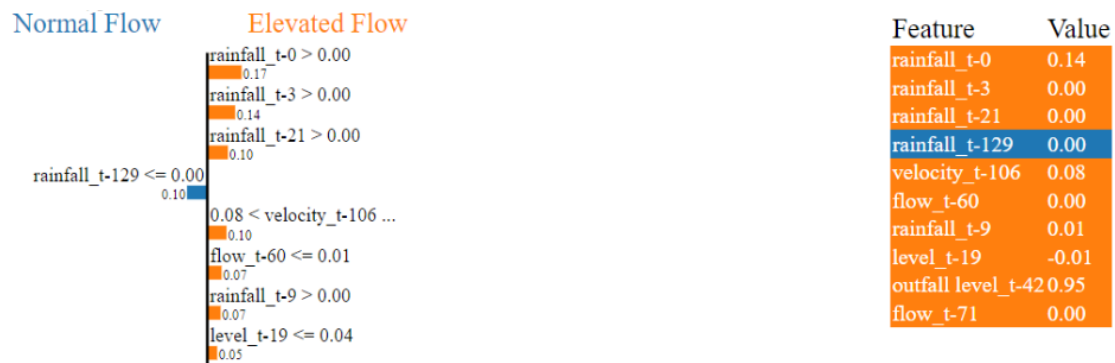 Normal Flow Elevated Flow
rainfall_t-0 > 0.00
0.17
rainfall_t-3 > 0.00
0.14
rainfall_t-21 > 0.00
0.10
rainfall_t-129 <= 0.00
0.10
0.08 < velocity_t-106 ...
0.10
flow_t-60 <= 0.01
0.07
rainfall_t-9 > 0.00
0.07
level_t-19 <= 0.04
0.05
Feature Value
rainfall_t-0 0.14
rainfall_t-3 0.00
rainfall_t-21 0.00
rainfall_t-129 0.00
velocity_t-106 0.08
flow_t-60 0.00
rainfall_t-9 0.01
level_t-19 -0.01
outfall level_t-42 0.95
flow_t-71 0.00